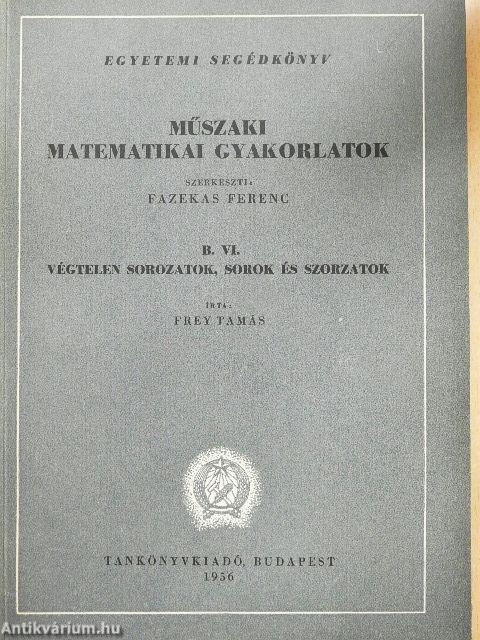 EGYETEMI SEGÉDKÖNYV
MŰSZAKI
MATEMATIKAI GYAKORLATOK
SZERKESZTI:
FAZEKAS FERENC
B. VI.
VÉGTELEN SOROZATOK, SOROK ÉS SZORZATOK
ÍRTA:
FREY TAMÁS
TANKÖNYVKIADÓ, BUDAPEST
1956
Antikvárium.hu